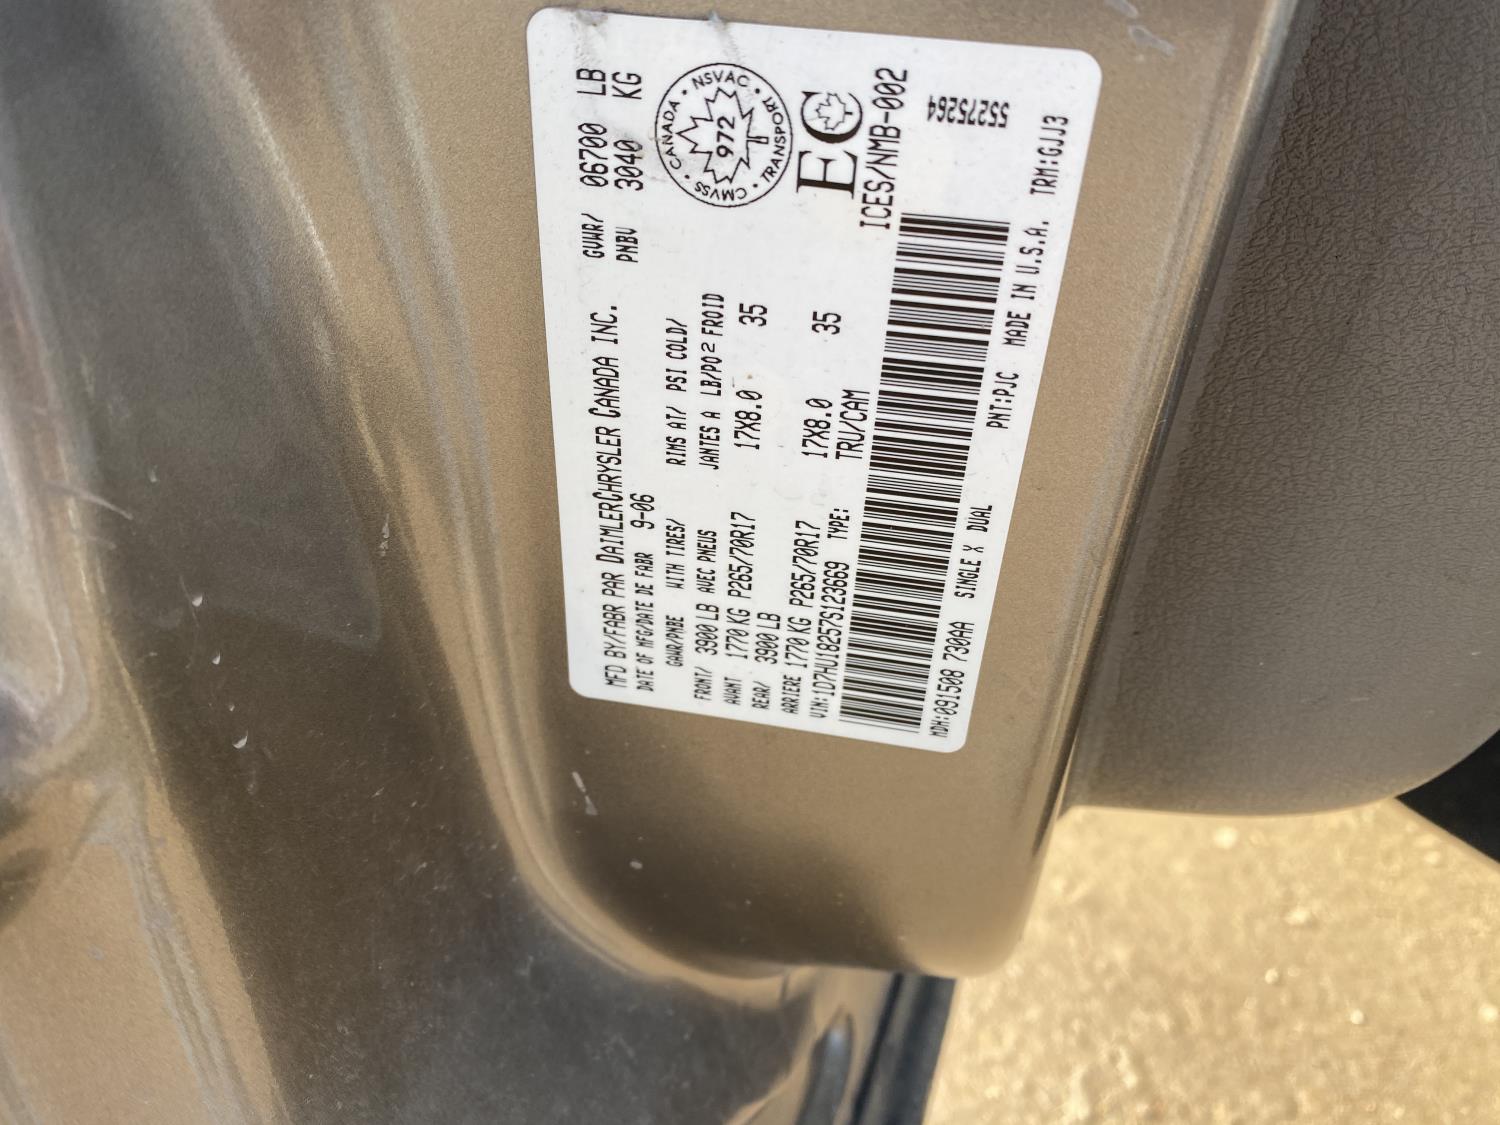 MFD BY/FABR PAR DAIMLERCHRYSLER CANADA INC.
GVWR/ 06700 LB
PNBV 3040 KG
DATE OF MFG/DATE DE FABR 9-06
GAWR/PNBE WITH TIRES/ RIMS AT/ PSI COLD/
FRONT/ 3900 LB AVEC PNEUS JANTES A LB/PO2 FROID
AVANT 1770 KG P265/70R17 17X8.0 35
REAR/ 3900 LB
ARRIERE 1770 KG P265/70R17 17X8.0 35
VIN:1D7HU18257S123669 TYPE: TRU/CAM
CANADA • NSVAC • TRANSPORT • CMVSS •
972
EC
ICES/NMB-002
55275264
MDH:091508 730AA SINGLE X DUAL
PNT:PJC MADE IN U.S.A. TRM:GJJ3